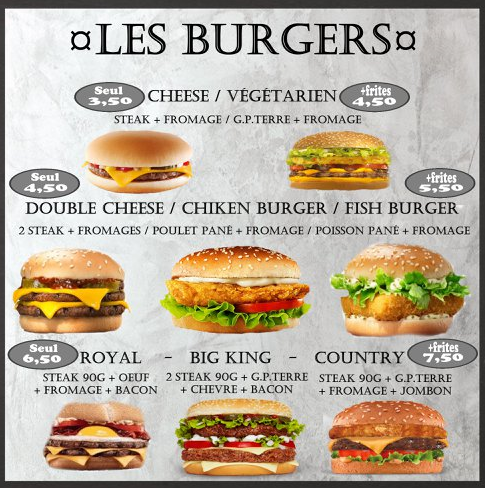 ¤LES BURGERS¤
Seul
3,50
CHEESE / VÉGÉTARIEN
+frites
4,50
STEAK + FROMAGE / G.P.TERRE + FROMAGE
Seul
4,50
+frites
5,50
DOUBLE CHEESE / CHIKEN BURGER / FISH BURGER
2 STEAK + FROMAGES / POULET PANÉ + FROMAGE / POISSON PANÉ + FROMAGE
Seul
6,50
ROYAL - BIG KING - COUNTRY
+frites
7,50
STEAK 90G + OEUF
+ FROMAGE + BACON
2 STEAK 90G + G.P.TERRE
+ CHEVRE + BACON
STEAK 90G + G.P.TERRE
+ FROMAGE + JOMBON